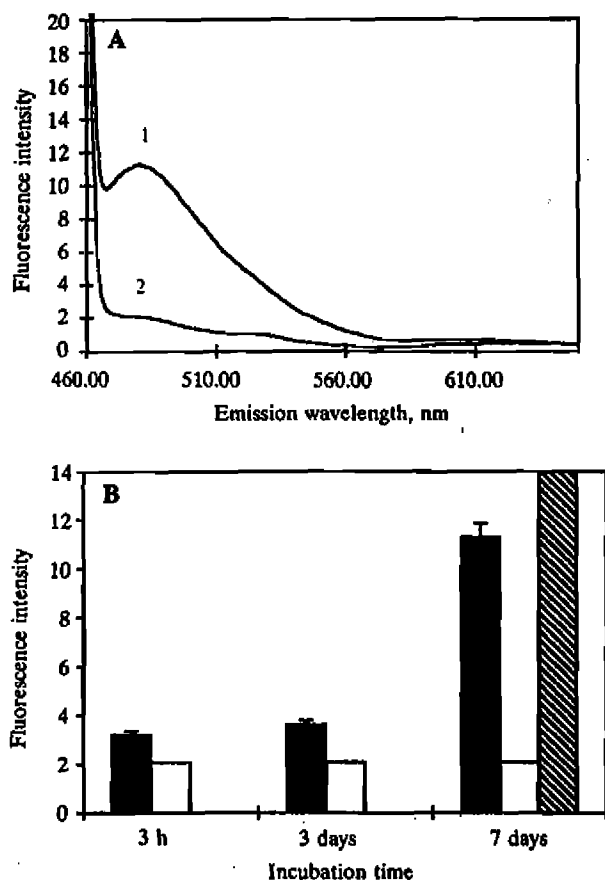 A
Fluorescence intensity
20
18
16
14
12
10
8
6
4
2
0
1
2
460.00 510.00 560.00 610.00
Emission wavelength, nm
B
Fluorescence intensity
14
12
10
8
6
4
2
0
3 h 3 days 7 days
Incubation time